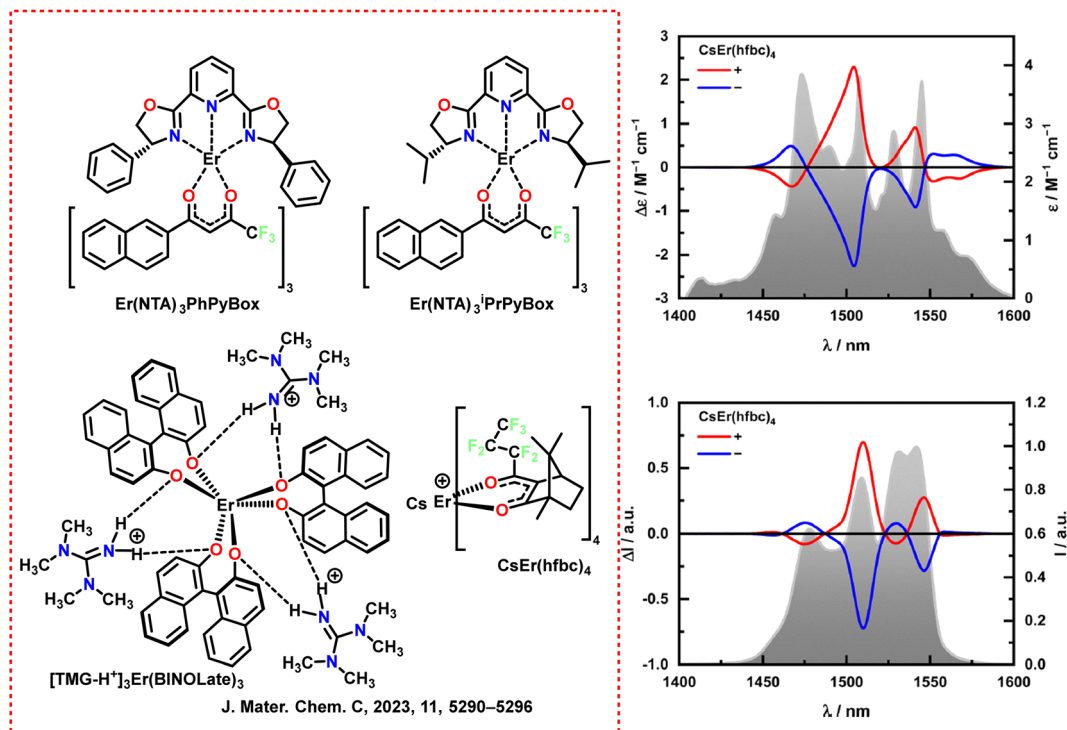 O
N
O
N
N
Er
O
O
CF3
3
Er(NTA)3PhPyBox
O
N
O
N
N
Er
O
O
CF3
3
Er(NTA)3iPrPyBox
CH3
H3C
N
CH3
N
H
N
⊕
CH3
H
O
O
O
Er
O
H
CH3
N
⊕
N
H
H3C
N
H3C
CH3
O
O
H
⊕
H
N
CH3
N
CH3
H3C
N
CH3
[TMG-H+]3Er(BINOLate)3
4
CF3
F2C
CF2
⊕
O
Cs Er
O
CsEr(hfbc)4
J. Mater. Chem. C, 2023, 11, 5290–5296
CsEr(hfbc)4
+
−
3
2
1
0
-1
-2
-3
Δε / M−1 cm−1
4
3
2
1
0
ε / M−1 cm−1
1400 1450 1500 1550 1600
λ / nm
CsEr(hfbc)4
+
−
1.0
0.5
0.0
-0.5
-1.0
ΔI / a.u.
1.2
1.0
0.8
0.6
0.4
0.2
0.0
I / a.u.
1400 1450 1500 1550 1600
λ / nm